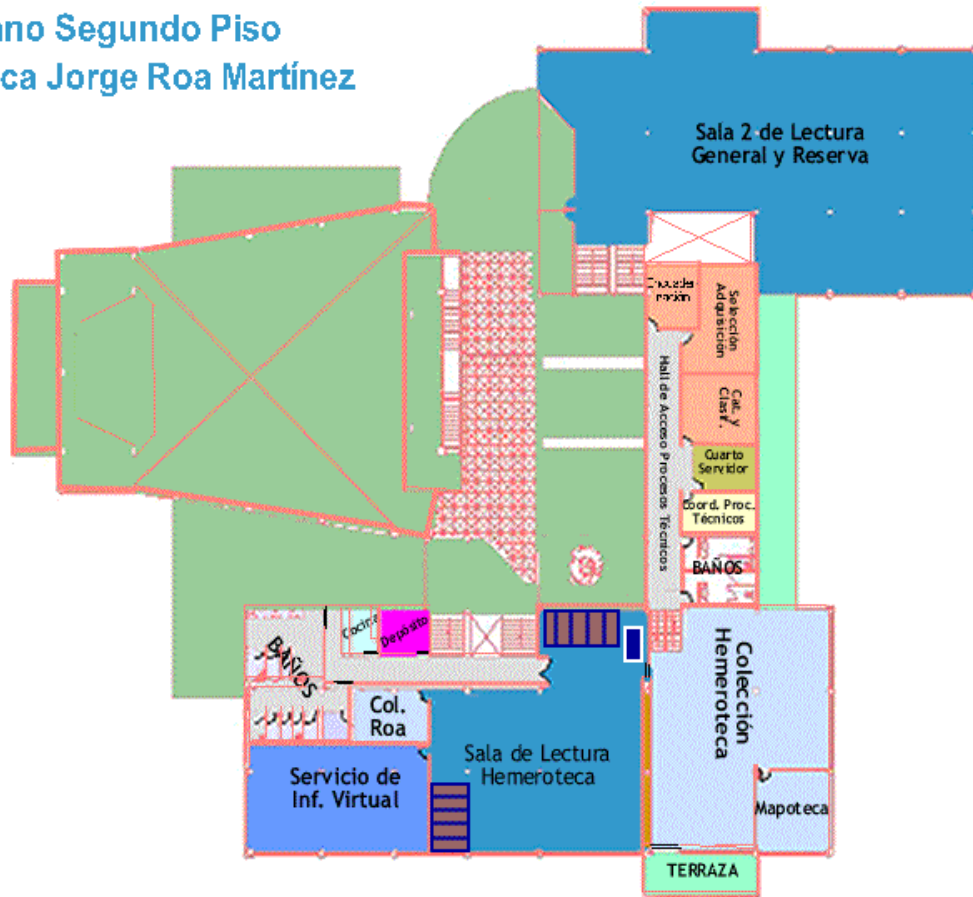 ano Segundo Piso
ca Jorge Roa Martínez
Sala 2 de Lectura
General y Reserva
Encuader
nación
Selección
Adquisición
Hall de Acceso Procesos Técnicos
Cat. y
Clasif.
Cuarto
Servidor
Coord. Proc.
Técnicos
BAÑOS
Cocina
Depósito
BAÑOS
Col.
Roa
Colección
Hemeroteca
Sala de Lectura
Hemeroteca
Servicio de
Inf. Virtual
Mapoteca
TERRAZA